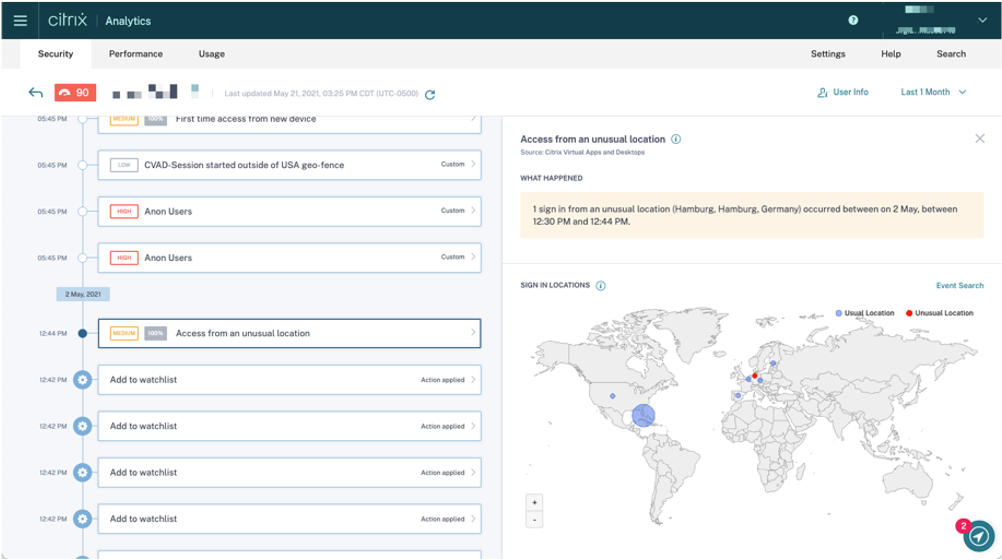 citrix | Analytics
?
Security Performance Usage Settings Help Search
90 Last updated May 21, 2021, 03:25 PM CDT (UTC-0500) User Info Last 1 Month
05:45 PM MEDIUM 100% First time access from new device
05:45 PM LOW CVAD-Session started outside of USA geo-fence Custom
05:45 PM HIGH Anon Users Custom
05:45 PM HIGH Anon Users Custom
2 May, 2021
12:44 PM MEDIUM 100% Access from an unusual location
12:42 PM Add to watchlist Action applied
12:42 PM Add to watchlist Action applied
12:42 PM Add to watchlist Action applied
12:42 PM Add to watchlist Action applied
Access from an unusual location
Source: Citrix Virtual Apps and Desktops
WHAT HAPPENED
1 sign in from an unusual location (Hamburg, Hamburg, Germany) occurred between on 2 May, between
12:30 PM and 12:44 PM.
SIGN IN LOCATIONS Event Search
Usual Location Unusual Location
+
-
2